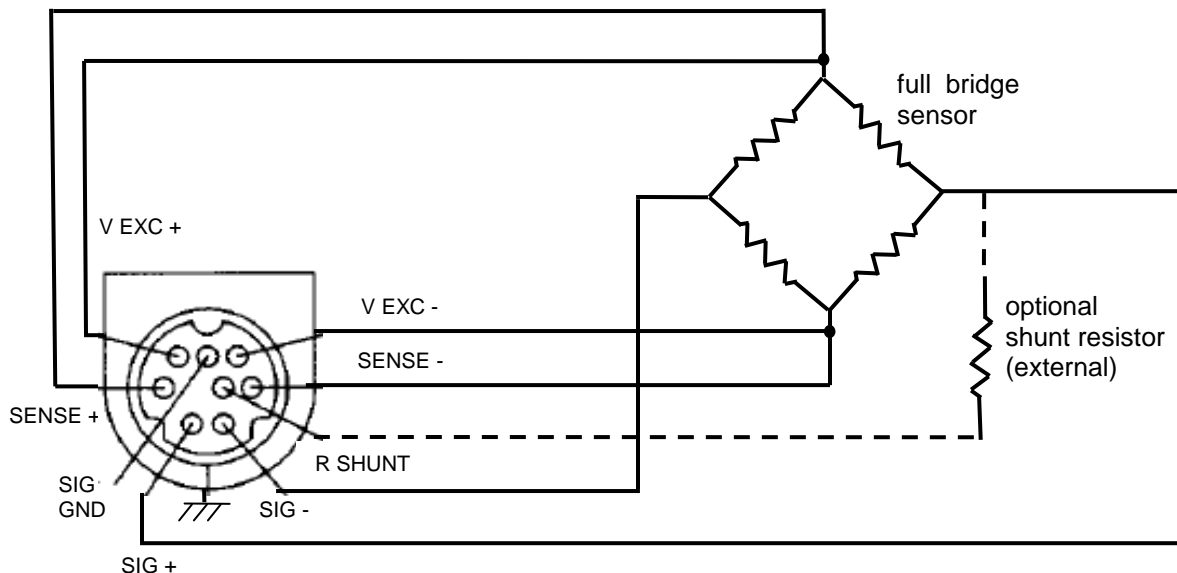 full bridge
sensor
V EXC +
V EXC -
optional
shunt resistor
(external)
SENSE -
SENSE +
R SHUNT
SIG
GND
SIG -
SIG +